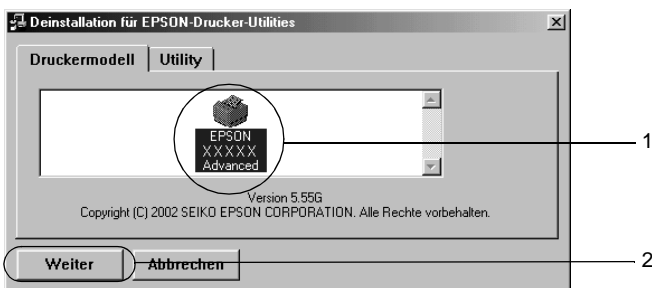 Deinstallation für EPSON-Drucker-Utilities
Druckermodell Utility
EPSON
XXXXX
Advanced
1
Version 5.55G
Copyright (C) 2002 SEIKO EPSON CORPORATION. Alle Rechte vorbehalten.
Weiter Abbrechen
2